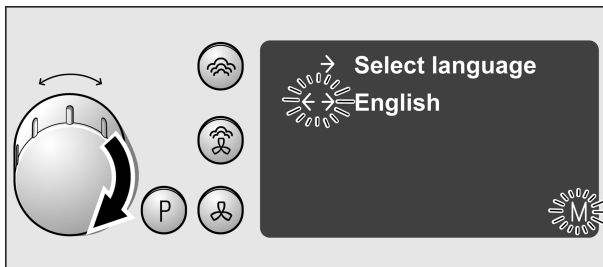 → Select language
← → English
P
M